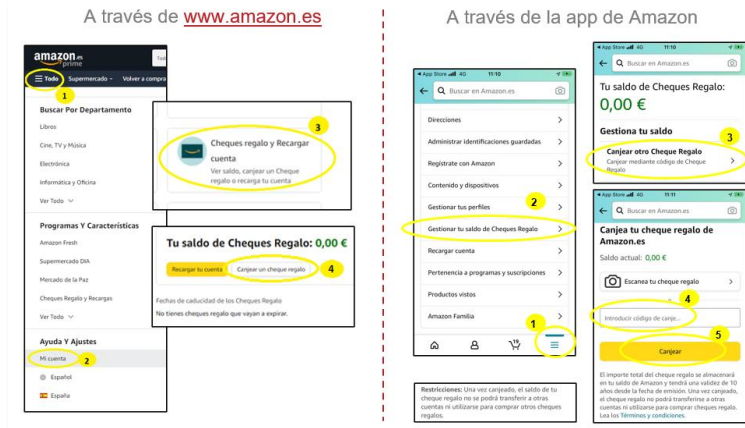 A través de www.amazon.es
amazon.es
prime
Todo Supermercado Volver a compra
1
Buscar Por Departamento
Libros
Cine, TV y Música
Electrónica
Informática y Oficina
Ver Todo
Programas Y Características
Amazon Fresh
Supermercado DIA
Mercado de la Paz
Cheques Regalo y Recargas
Ver Todo
Ayuda Y Ajustes
Mi cuenta 2
Español
España
3
Cheques regalo y Recargar
cuenta
Ver saldo, canjear un Cheque
regalo o recarga tu cuenta
Tu saldo de Cheques Regalo: 0,00 €
Recargar tu cuenta Canjear un cheque regalo 4
Fechas de caducidad de los Cheques Regalo
No tienes cheques regalo que vayan a expirar.
A través de la app de Amazon
App Store 4G 11:10
Buscar en Amazon.es
Direcciones
Administrar identificaciones guardadas
Regístrate con Amazon
Contenido y dispositivos
Gestionar tus perfiles 2
Gestionar tu saldo de Cheques Regalo
Recargar cuenta
Pertenencia a programas y suscripciones
Productos vistos
Amazon Familia
1
Restricciones: Una vez canjeado, el saldo de tu
cheque regalo no se podrá transferir a otras
cuentas ni utilizarse para comprar otros cheques
regalos.
App Store 4G 11:10
Buscar en Amazon.es
Tu saldo de Cheques Regalo:
0,00 €
Gestiona tu saldo 3
Canjear otro Cheque Regalo
Canjear mediante código de Cheque
Regalo
App Store 4G 11:11
Buscar en Amazon.es
Canjea tu cheque regalo de
Amazon.es
Saldo actual: 0,00 €
Escanea tu cheque regalo
4
Introducir código de canje...
5
Canjear
El importe total del cheque regalo se almacenará
en tu saldo de Amazon y tendrá una validez de 10
años desde la fecha de emisión. Una vez canjeado,
el cheque regalo no podrá transferirse a otras
cuentas ni utilizarse para comprar cheques regalo.
Lea los Términos y condiciones.